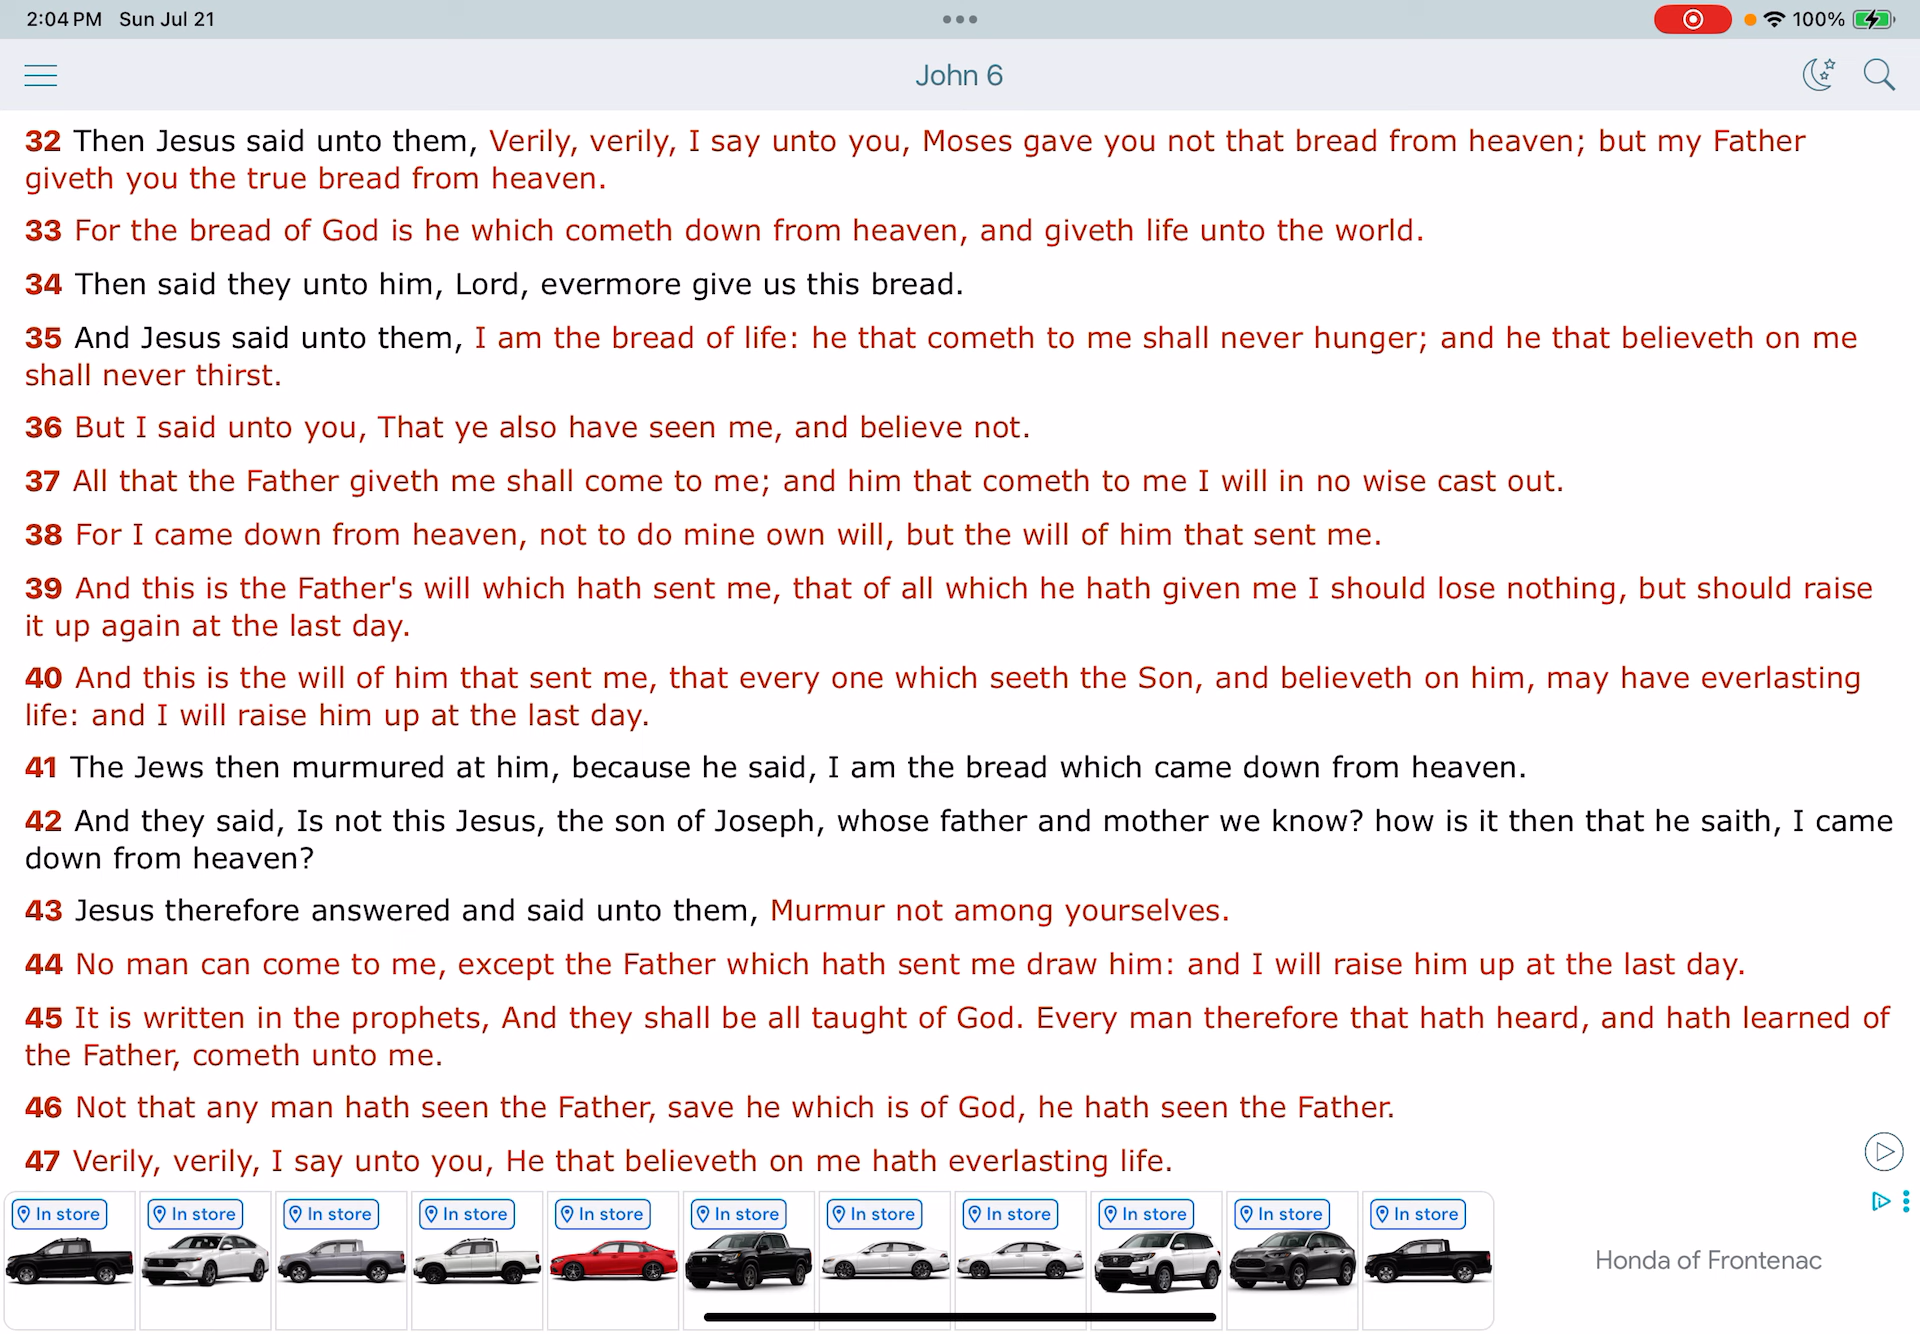 2:04 PM Sun Jul 21
100%
John 6
32 Then Jesus said unto them, Verily, verily, I say unto you, Moses gave you not that bread from heaven; but my Father
giveth you the true bread from heaven.
33 For the bread of God is he which cometh down from heaven, and giveth life unto the world.
34 Then said they unto him, Lord, evermore give us this bread.
35 And Jesus said unto them, I am the bread of life: he that cometh to me shall never hunger; and he that believeth on me
shall never thirst.
36 But I said unto you, That ye also have seen me, and believe not.
37 All that the Father giveth me shall come to me; and him that cometh to me I will in no wise cast out.
38 For I came down from heaven, not to do mine own will, but the will of him that sent me.
39 And this is the Father's will which hath sent me, that of all which he hath given me I should lose nothing, but should raise
it up again at the last day.
40 And this is the will of him that sent me, that every one which seeth the Son, and believeth on him, may have everlasting
life: and I will raise him up at the last day.
41 The Jews then murmured at him, because he said, I am the bread which came down from heaven.
42 And they said, Is not this Jesus, the son of Joseph, whose father and mother we know? how is it then that he saith, I came
down from heaven?
43 Jesus therefore answered and said unto them, Murmur not among yourselves.
44 No man can come to me, except the Father which hath sent me draw him: and I will raise him up at the last day.
45 It is written in the prophets, And they shall be all taught of God. Every man therefore that hath heard, and hath learned of
the Father, cometh unto me.
46 Not that any man hath seen the Father, save he which is of God, he hath seen the Father.
47 Verily, verily, I say unto you, He that believeth on me hath everlasting life.
In store In store In store In store In store In store In store In store In store In store In store
Honda of Frontenac